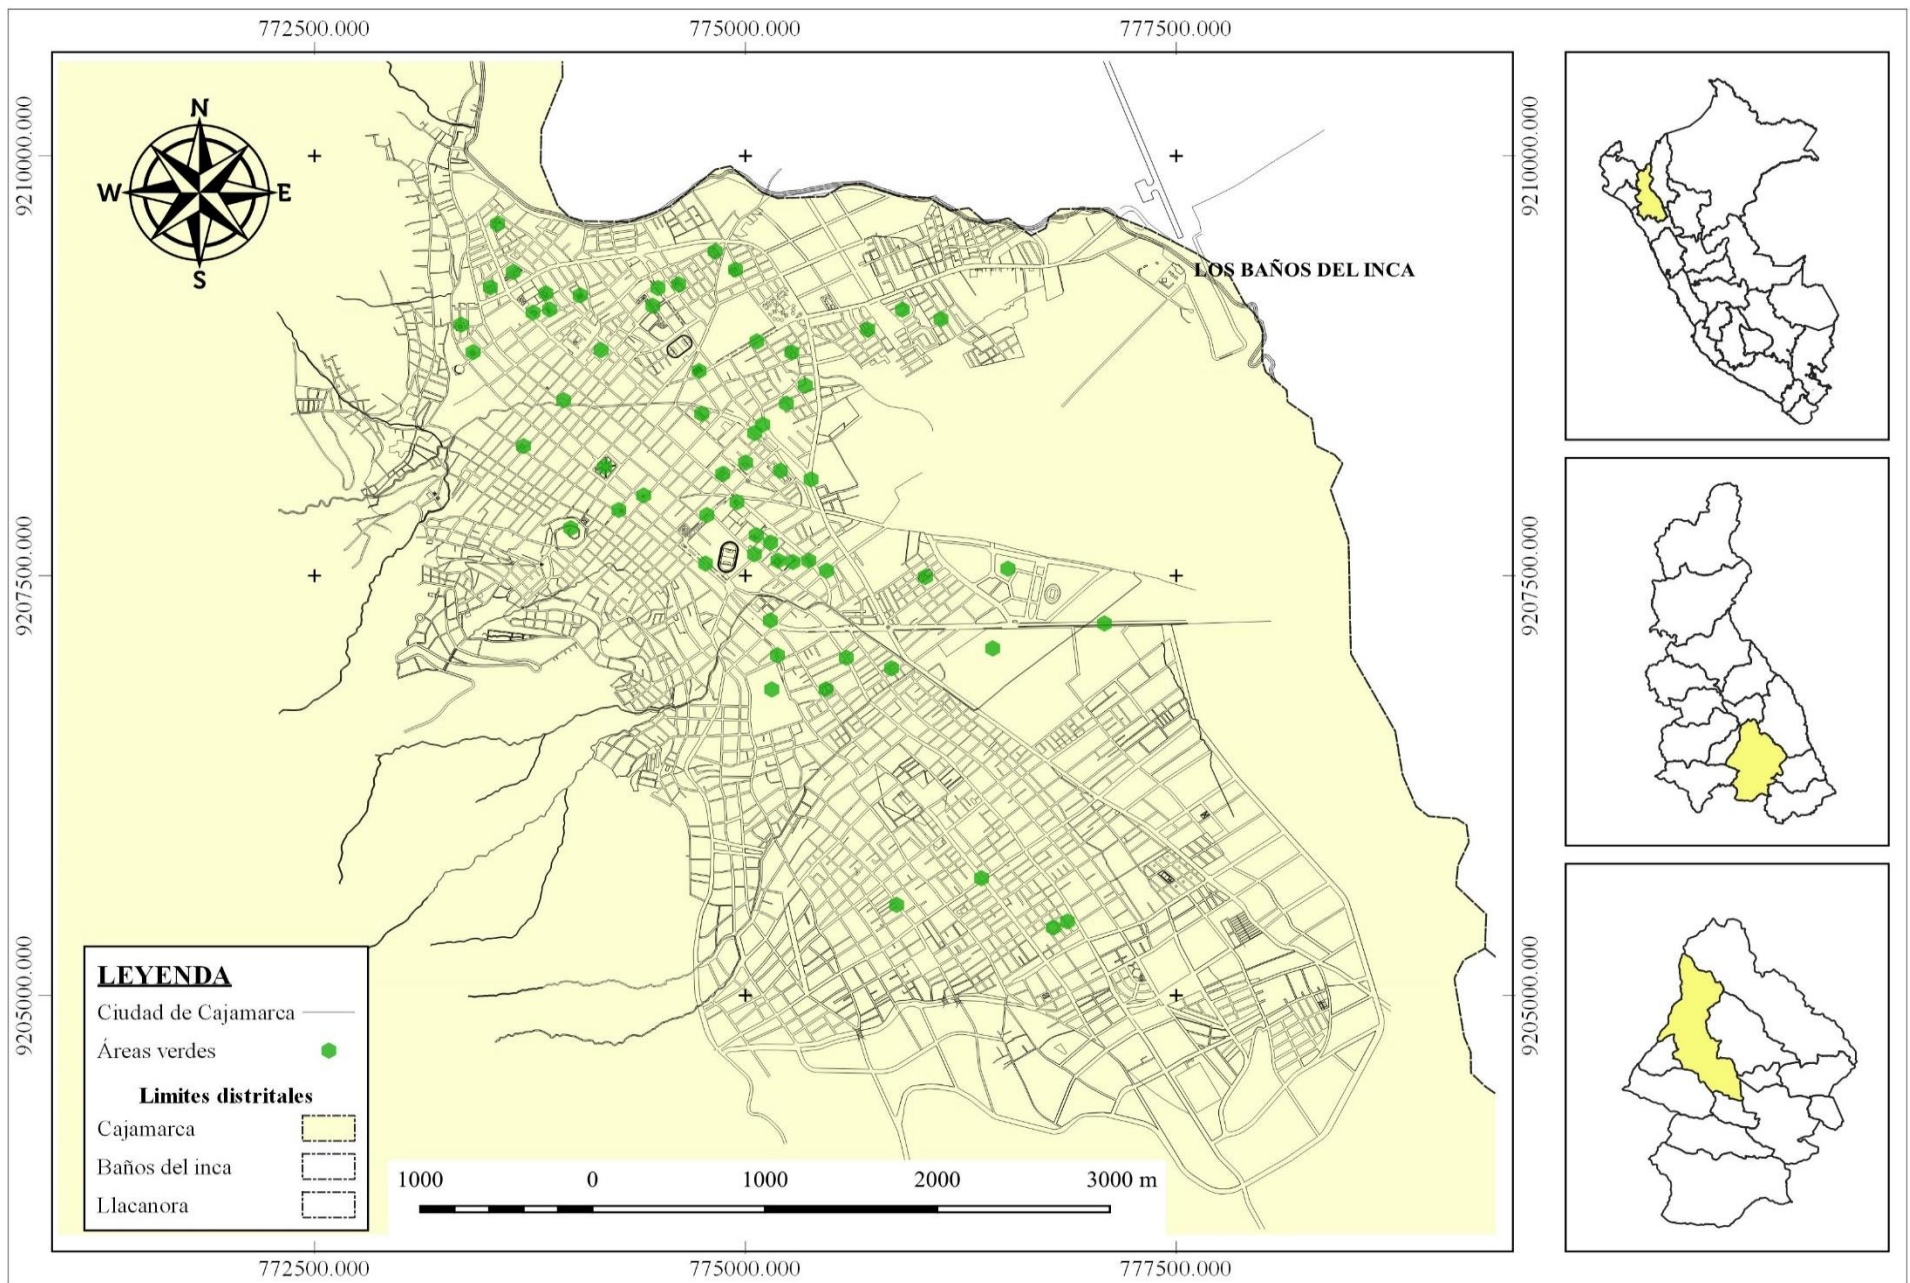 772500.000 775000.000 777500.000
9210000.000
9210000.000
N
W E
S
LOS BAÑOS DEL INCA
9207500.000
9207500.000
9205000.000
9205000.000
LEYENDA
Ciudad de Cajamarca
Áreas verdes
Limites distritales
Cajamarca
Baños del inca
Llacanora
1000 0 1000 2000 3000 m
772500.000 775000.000 777500.000